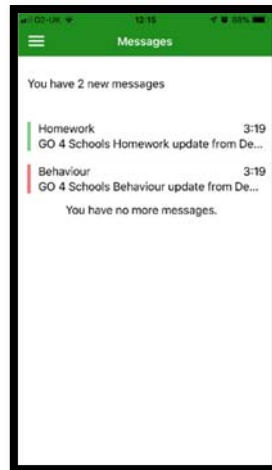 O2-UK 12:15 88%
Messages
You have 2 new messages
Homework 3:19
GO 4 Schools Homework update from De...
Behaviour 3:19
GO 4 Schools Behaviour update from De...
You have no more messages.